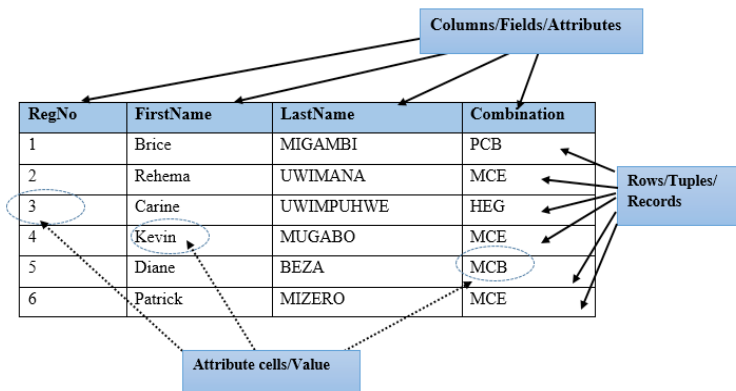 Columns/Fields/Attributes
RegNo FirstName LastName Combination
1 Brice MIGAMBI PCB
2 Rehema UWIMANA MCE
3 Carine UWIMPUHWE HEG
4 Kevin MUGABO MCE
5 Diane BEZA MCB
6 Patrick MIZERO MCE
Rows/Tuples/
Records
Attribute cells/Value